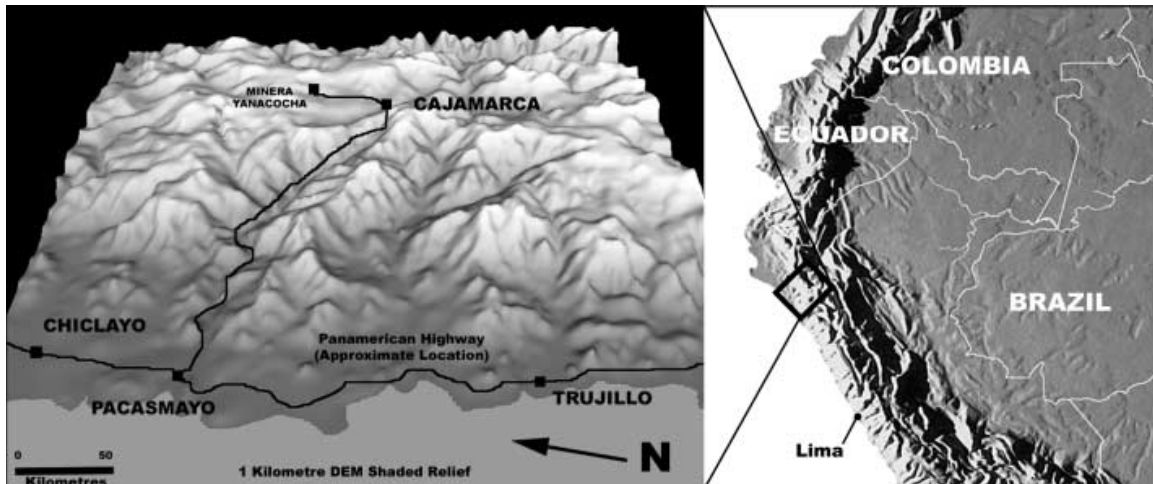 MINERA
YANACOCHA
CAJAMARCA
CHICLAYO
Panamerican Highway
(Approximate Location)
PACASMAYO
TRUJILLO
0 50
Kilometres
1 Kilometre DEM Shaded Relief
N
COLOMBIA
ECUADOR
BRAZIL
Lima